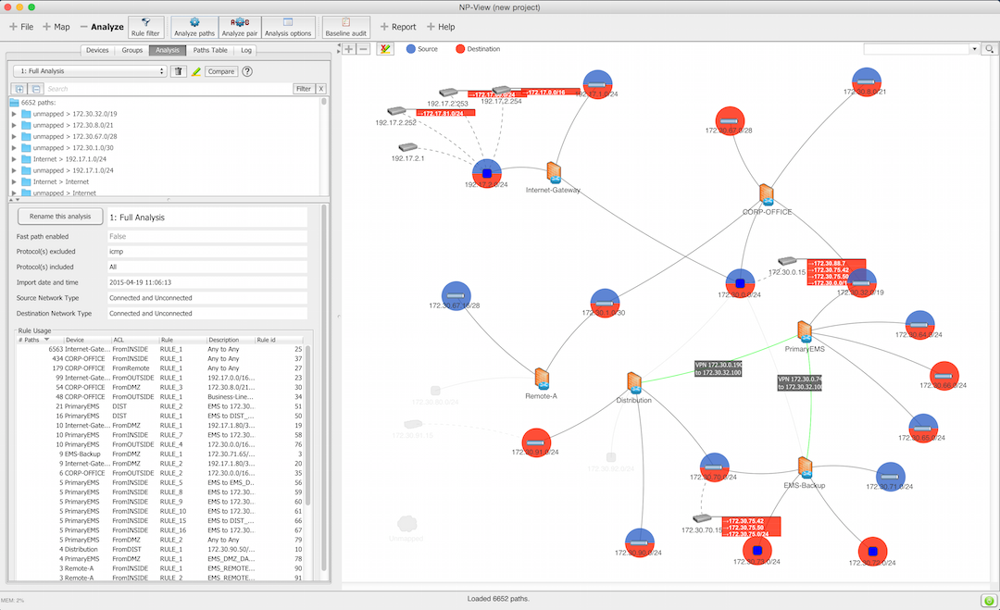 NP-View (new project)
File Map Analyze Rule filter Analyze paths Analyze pair Analysis options Baseline audit Report Help
Devices Groups Analysis Paths Table Log
Source Destination
1: Full Analysis Compare ?
Search Filter X
6652 paths:
unmapped > 172.30.32.0/19
unmapped > 172.30.8.0/21
unmapped > 172.30.67.0/28
unmapped > 172.30.1.0/30
Internet > 192.17.1.0/24
unmapped > 192.17.1.0/24
Internet > Internet
unmapped > Internet
Rename this analysis 1: Full Analysis
Fast path enabled False
Protocol(s) excluded icmp
Protocol(s) included All
Import date and time 2015-04-19 11:06:13
Source Network Type Connected and Unconnected
Destination Network Type Connected and Unconnected
Rule Usage
# Paths Device ACL Rule Description Rule id
6563 Internet-Gate... FromINSIDE RULE_1 Any to Any 25
434 CORP-OFFICE FromINSIDE RULE_1 Any to Any 37
179 CORP-OFFICE FromRemote RULE_1 Any to Any 27
99 Internet-Gate... FromOUTSIDE RULE_1 192.17.0.0/16... 23
54 CORP-OFFICE FromDMZ RULE_3 172.30.8.0/21... 30
48 CORP-OFFICE FromOUTSIDE RULE_1 Business-Line... 34
21 PrimaryEMS DIST RULE_2 EMS to 172.30... 51
16 PrimaryEMS DIST RULE_1 EMS to DIST_... 50
10 Internet-Gate... FromDMZ RULE_1 192.17.1.80/3... 19
10 PrimaryEMS FromINSIDE RULE_7 EMS to 172.30... 58
10 PrimaryEMS FromOUTSIDE RULE_4 172.30.0.0/16... 76
9 EMS-Backup FromDMZ RULE_1 172.30.71.65/... 3
9 Internet-Gate... FromDMZ RULE_2 192.17.1.80/3... 20
6 CORP-OFFICE FromOUTSIDE RULE_2 172.30.0.0/16... 35
5 PrimaryEMS FromINSIDE RULE_5 EMS to EMS_D... 56
5 PrimaryEMS FromINSIDE RULE_8 EMS to 172.30... 59
5 PrimaryEMS FromINSIDE RULE_9 EMS to 172.30... 60
5 PrimaryEMS FromINSIDE RULE_10 EMS to 172.30... 61
5 PrimaryEMS FromINSIDE RULE_15 EMS to DIST_... 66
5 PrimaryEMS FromINSIDE RULE_16 EMS to 172.30... 67
5 PrimaryEMS FromDMZ RULE_2 Any to Any 79
4 Distribution FromDIST RULE_1 172.30.90.50/... 10
4 PrimaryEMS FromDMZ RULE_1 EMS_DMZ_DA... 78
3 Remote-A FromINSIDE RULE_1 EMS_REMOTE... 90
3 Remote-A FromINSIDE RULE_2 EMS_REMOTE... 91
192.17.2.253
192.17.2.254
192.17.1.0/24
172.30.8.0/21
192.17.2.252
→172.17.81.0/24
172.30.67.0/28
192.17.2.1
192.17.2.0/24
Internet-Gateway
CORP-OFFICE
172.30.0.15
→172.30.88.7
→172.30.75.42
→172.30.75.50
172.30.0.0/24
172.30.32.0/19
172.30.67.16/28
172.30.1.0/30
172.30.64.0/24
PrimaryEMS
VPN 172.30.0.190
to 172.30.32.100
VPN 172.30.0.74
to 172.30.32.100
172.30.66.0/24
Remote-A
Distribution
172.30.80.0/24
172.30.91.15
172.30.65.0/24
172.30.91.0/24
172.30.92.0/24
172.30.70.0/24
EMS-Backup
172.30.71.0/24
172.30.70.15
→172.30.75.42
→172.30.75.50
→172.30.75.0/24
Unmapped
172.30.90.0/24
172.30.73.0/24
172.30.72.0/24
MEM: 2%
Loaded 6652 paths.